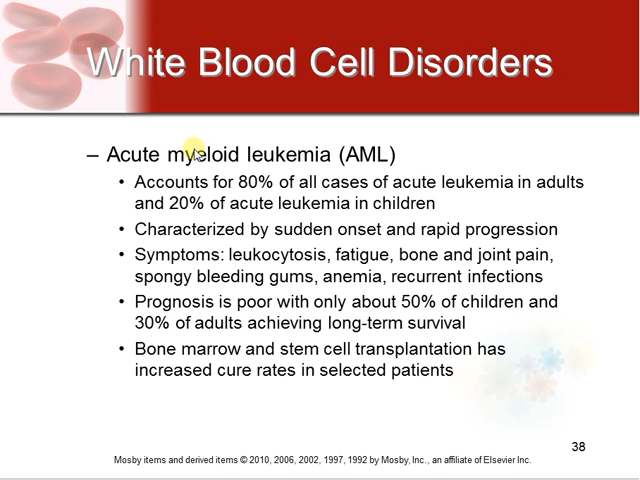 White Blood Cell Disorders
– Acute myeloid leukemia (AML)
• Accounts for 80% of all cases of acute leukemia in adults
and 20% of acute leukemia in children
• Characterized by sudden onset and rapid progression
• Symptoms: leukocytosis, fatigue, bone and joint pain,
spongy bleeding gums, anemia, recurrent infections
• Prognosis is poor with only about 50% of children and
30% of adults achieving long-term survival
• Bone marrow and stem cell transplantation has
increased cure rates in selected patients
38
Mosby items and derived items © 2010, 2006, 2002, 1997, 1992 by Mosby, Inc., an affiliate of Elsevier Inc.